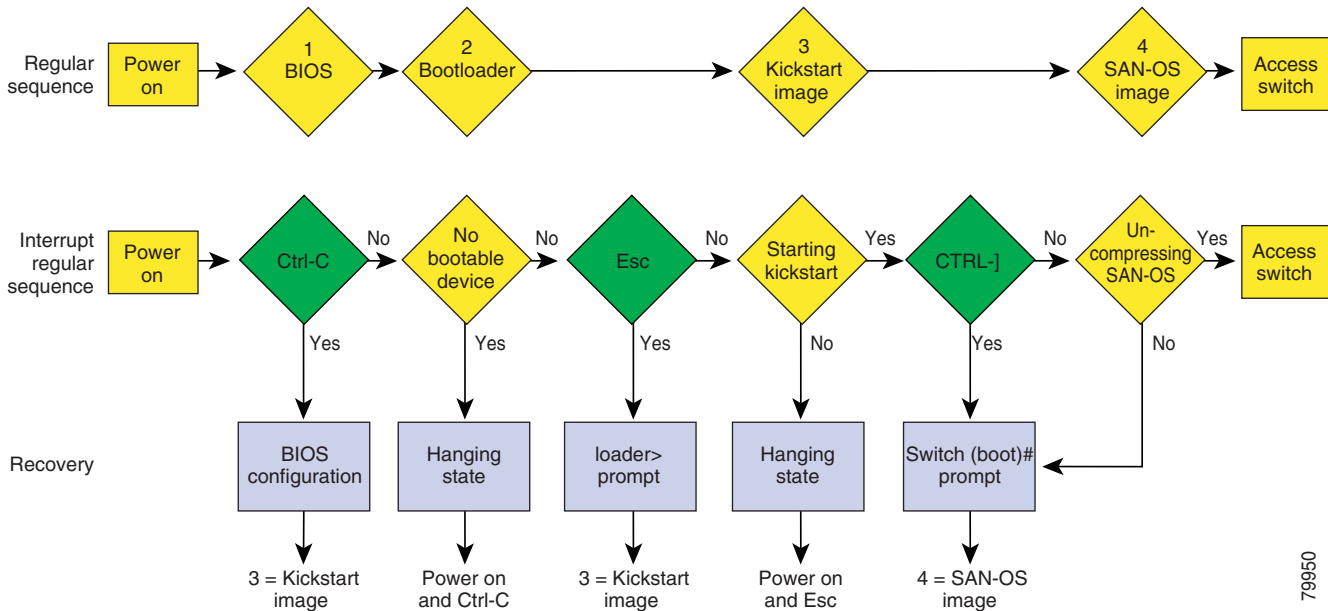 Regular
sequence
Power
on
1
BIOS
2
Bootloader
3
Kickstart
image
4
SAN-OS
image
Access
switch
Interrupt
regular
sequence
Power
on
Ctrl-C
No
No
bootable
device
No
Esc
No
Starting
kickstart
Yes
CTRL-]
No
Un-
compressing
SAN-OS
Yes
Access
switch
Yes
Yes
Yes
No
Yes
No
Recovery
BIOS
configuration
Hanging
state
loader>
prompt
Hanging
state
Switch (boot)#
prompt
3 = Kickstart
image
Power on
and Ctrl-C
3 = Kickstart
image
Power on
and Esc
4 = SAN-OS
image
79950